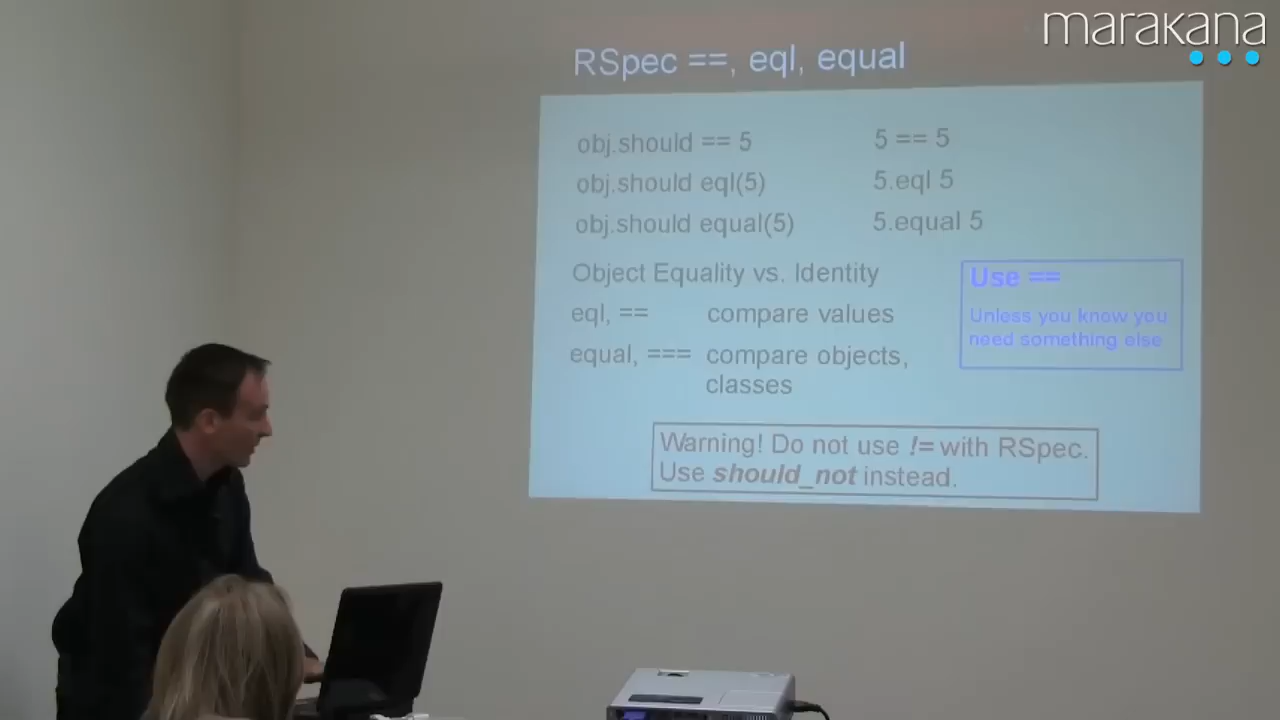 marakana
RSpec ==, eql, equal
obj.should == 5 5 == 5
obj.should eql(5) 5.eql 5
obj.should equal(5) 5.equal 5
Object Equality vs. Identity
eql, == compare values
equal, === compare objects,
classes
Use ==
Unless you know you
need something else
Warning! Do not use != with RSpec.
Use should_not instead.